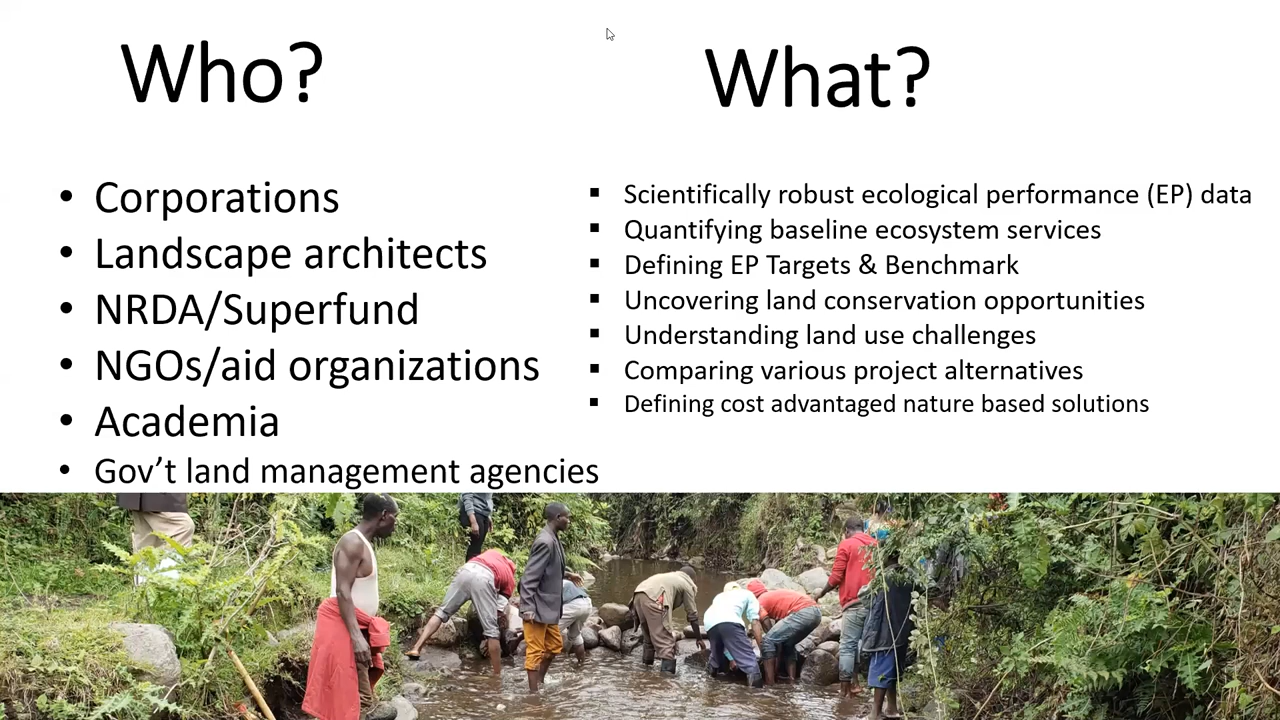 Who?
Corporations
Landscape architects
NRDA/Superfund
NGOs/aid organizations
Academia
Gov’t land management agencies
What?
Scientifically robust ecological performance (EP) data
Quantifying baseline ecosystem services
Defining EP Targets & Benchmark
Uncovering land conservation opportunities
Understanding land use challenges
Comparing various project alternatives
Defining cost advantaged nature based solutions